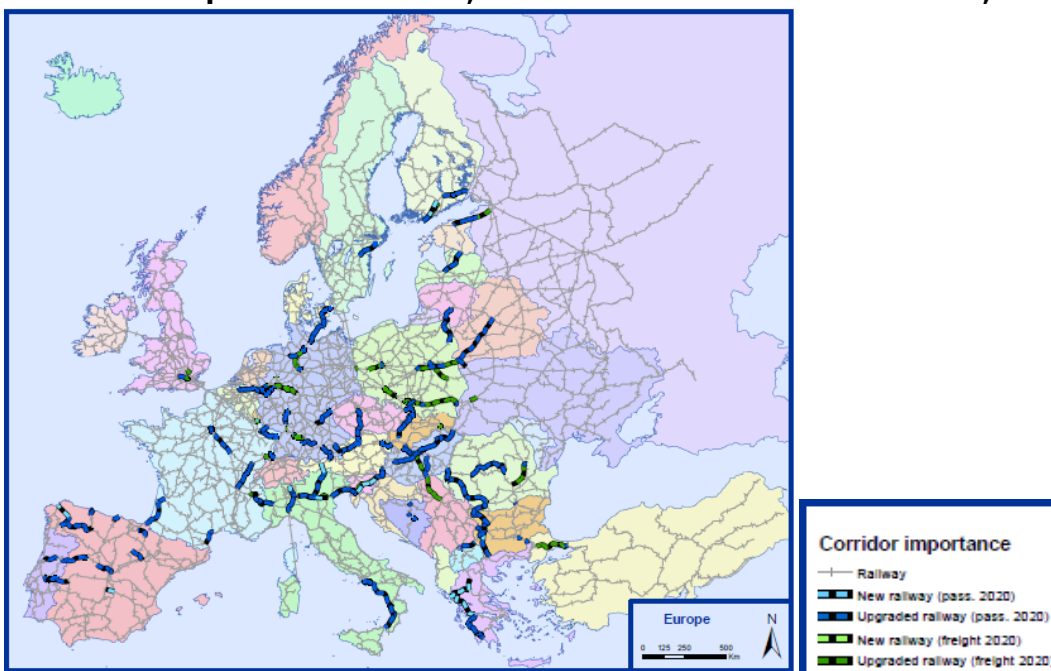 Europe
N
0 125 250 500
Km
Corridor importance
Railway
New railway (pass. 2020)
Upgraded railway (pass. 2020)
New railway (freight 2020)
Upgraded railway (freight 2020)